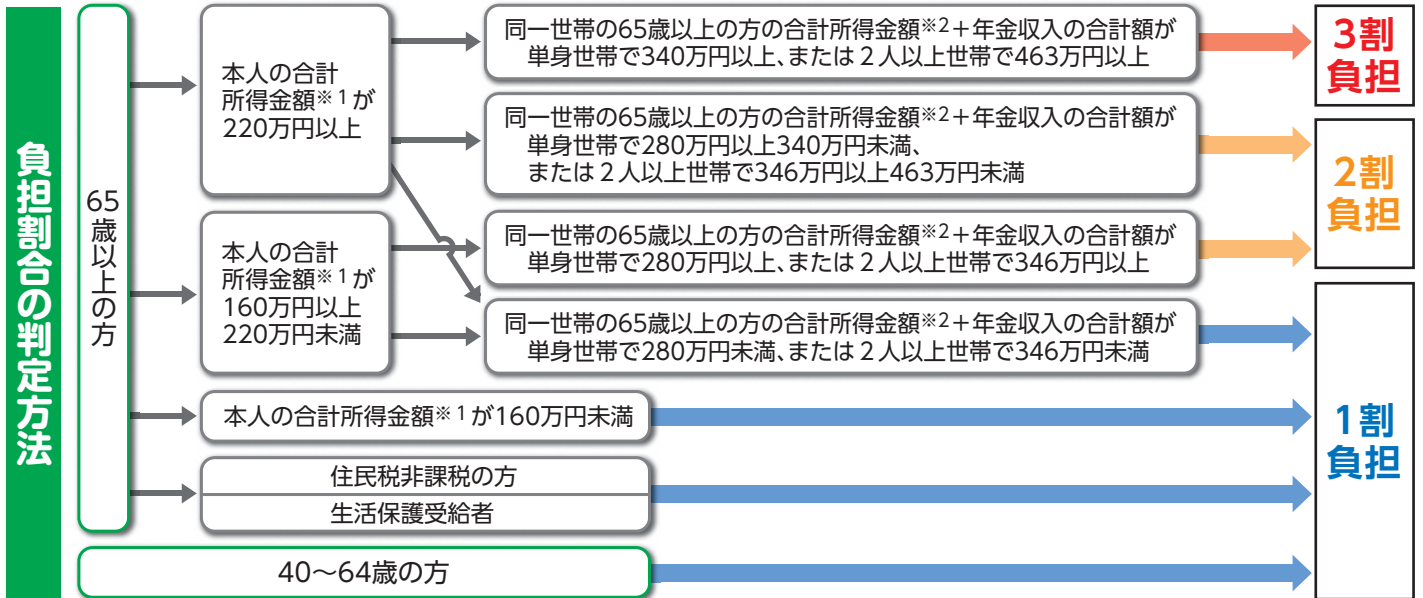 負担割合の判定方法
65歳以上の方
本人の合計
所得金額※1が
220万円以上
同一世帯の65歳以上の方の合計所得金額※2+年金収入の合計額が
単身世帯で340万円以上、または2人以上世帯で463万円以上
3割
負担
同一世帯の65歳以上の方の合計所得金額※2+年金収入の合計額が
単身世帯で280万円以上340万円未満、
または2人以上世帯で346万円以上463万円未満
2割
負担
本人の合計
所得金額※1が
160万円以上
220万円未満
同一世帯の65歳以上の方の合計所得金額※2+年金収入の合計額が
単身世帯で280万円以上、または2人以上世帯で346万円以上
同一世帯の65歳以上の方の合計所得金額※2+年金収入の合計額が
単身世帯で280万円未満、または2人以上世帯で346万円未満
本人の合計所得金額※1が160万円未満
1割
負担
住民税非課税の方
生活保護受給者
40〜64歳の方